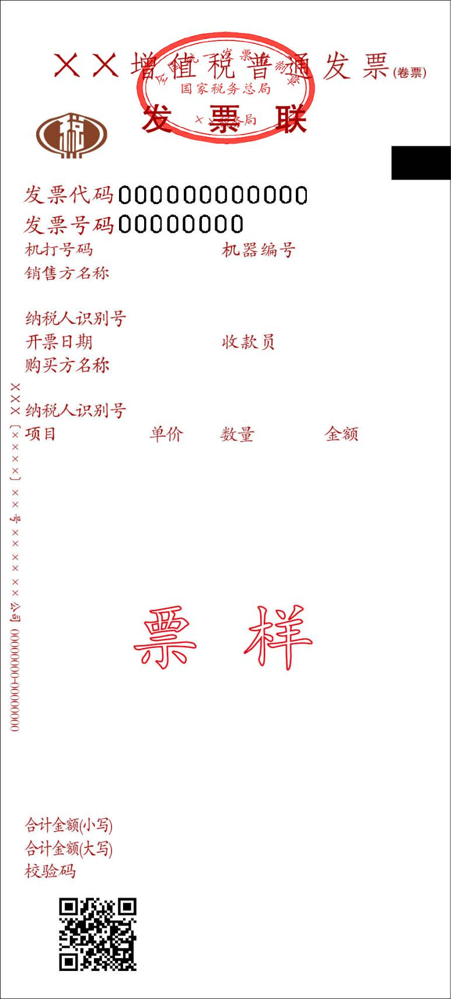 ××增值税普通发票(卷票)
全国统一发票监制章
国家税务总局
××税务局
发票联
税
发票代码000000000000
发票号码00000000
机打号码 机器编号
销售方名称
纳税人识别号
开票日期 收款员
购买方名称
纳税人识别号
项目 单价 数量 金额
×××〔××××〕××号××××××公司 00000000-00000000
票样
合计金额(小写)
合计金额(大写)
校验码